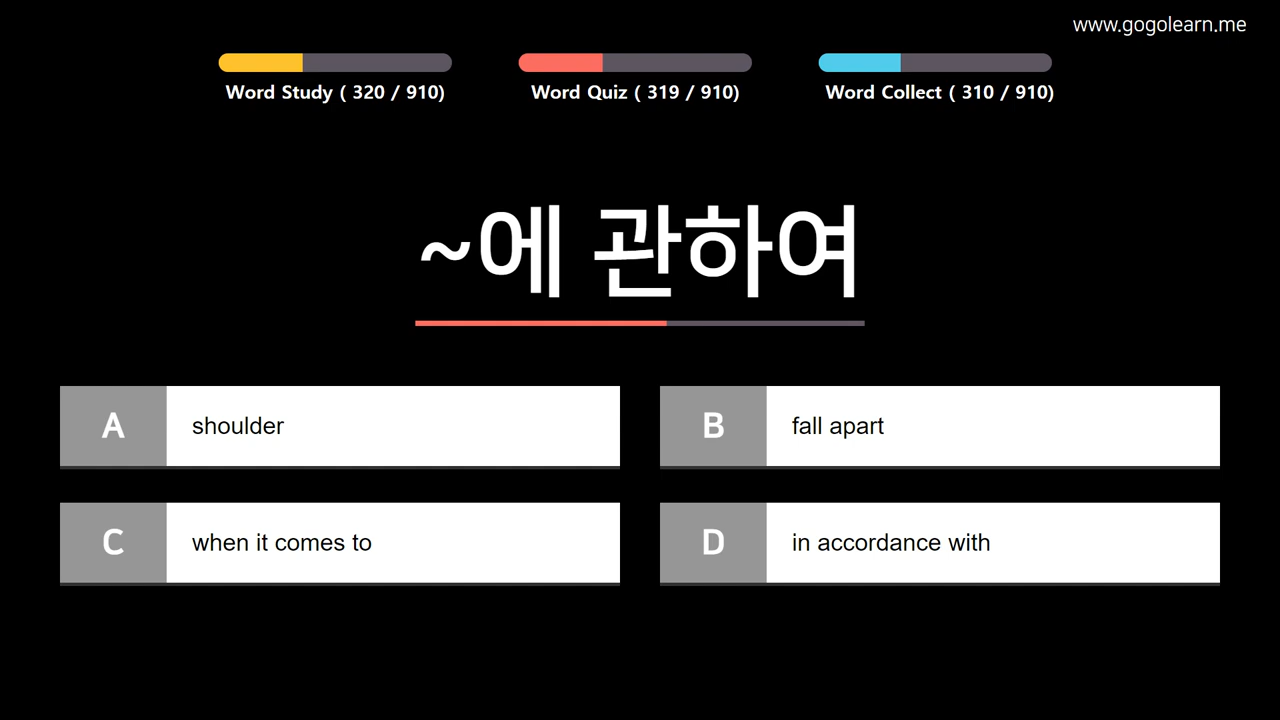 www.gogolearn.me
Word Study ( 320 / 910)
Word Quiz ( 319 / 910)
Word Collect ( 310 / 910)
~에 관하여
A shoulder
B fall apart
C when it comes to
D in accordance with